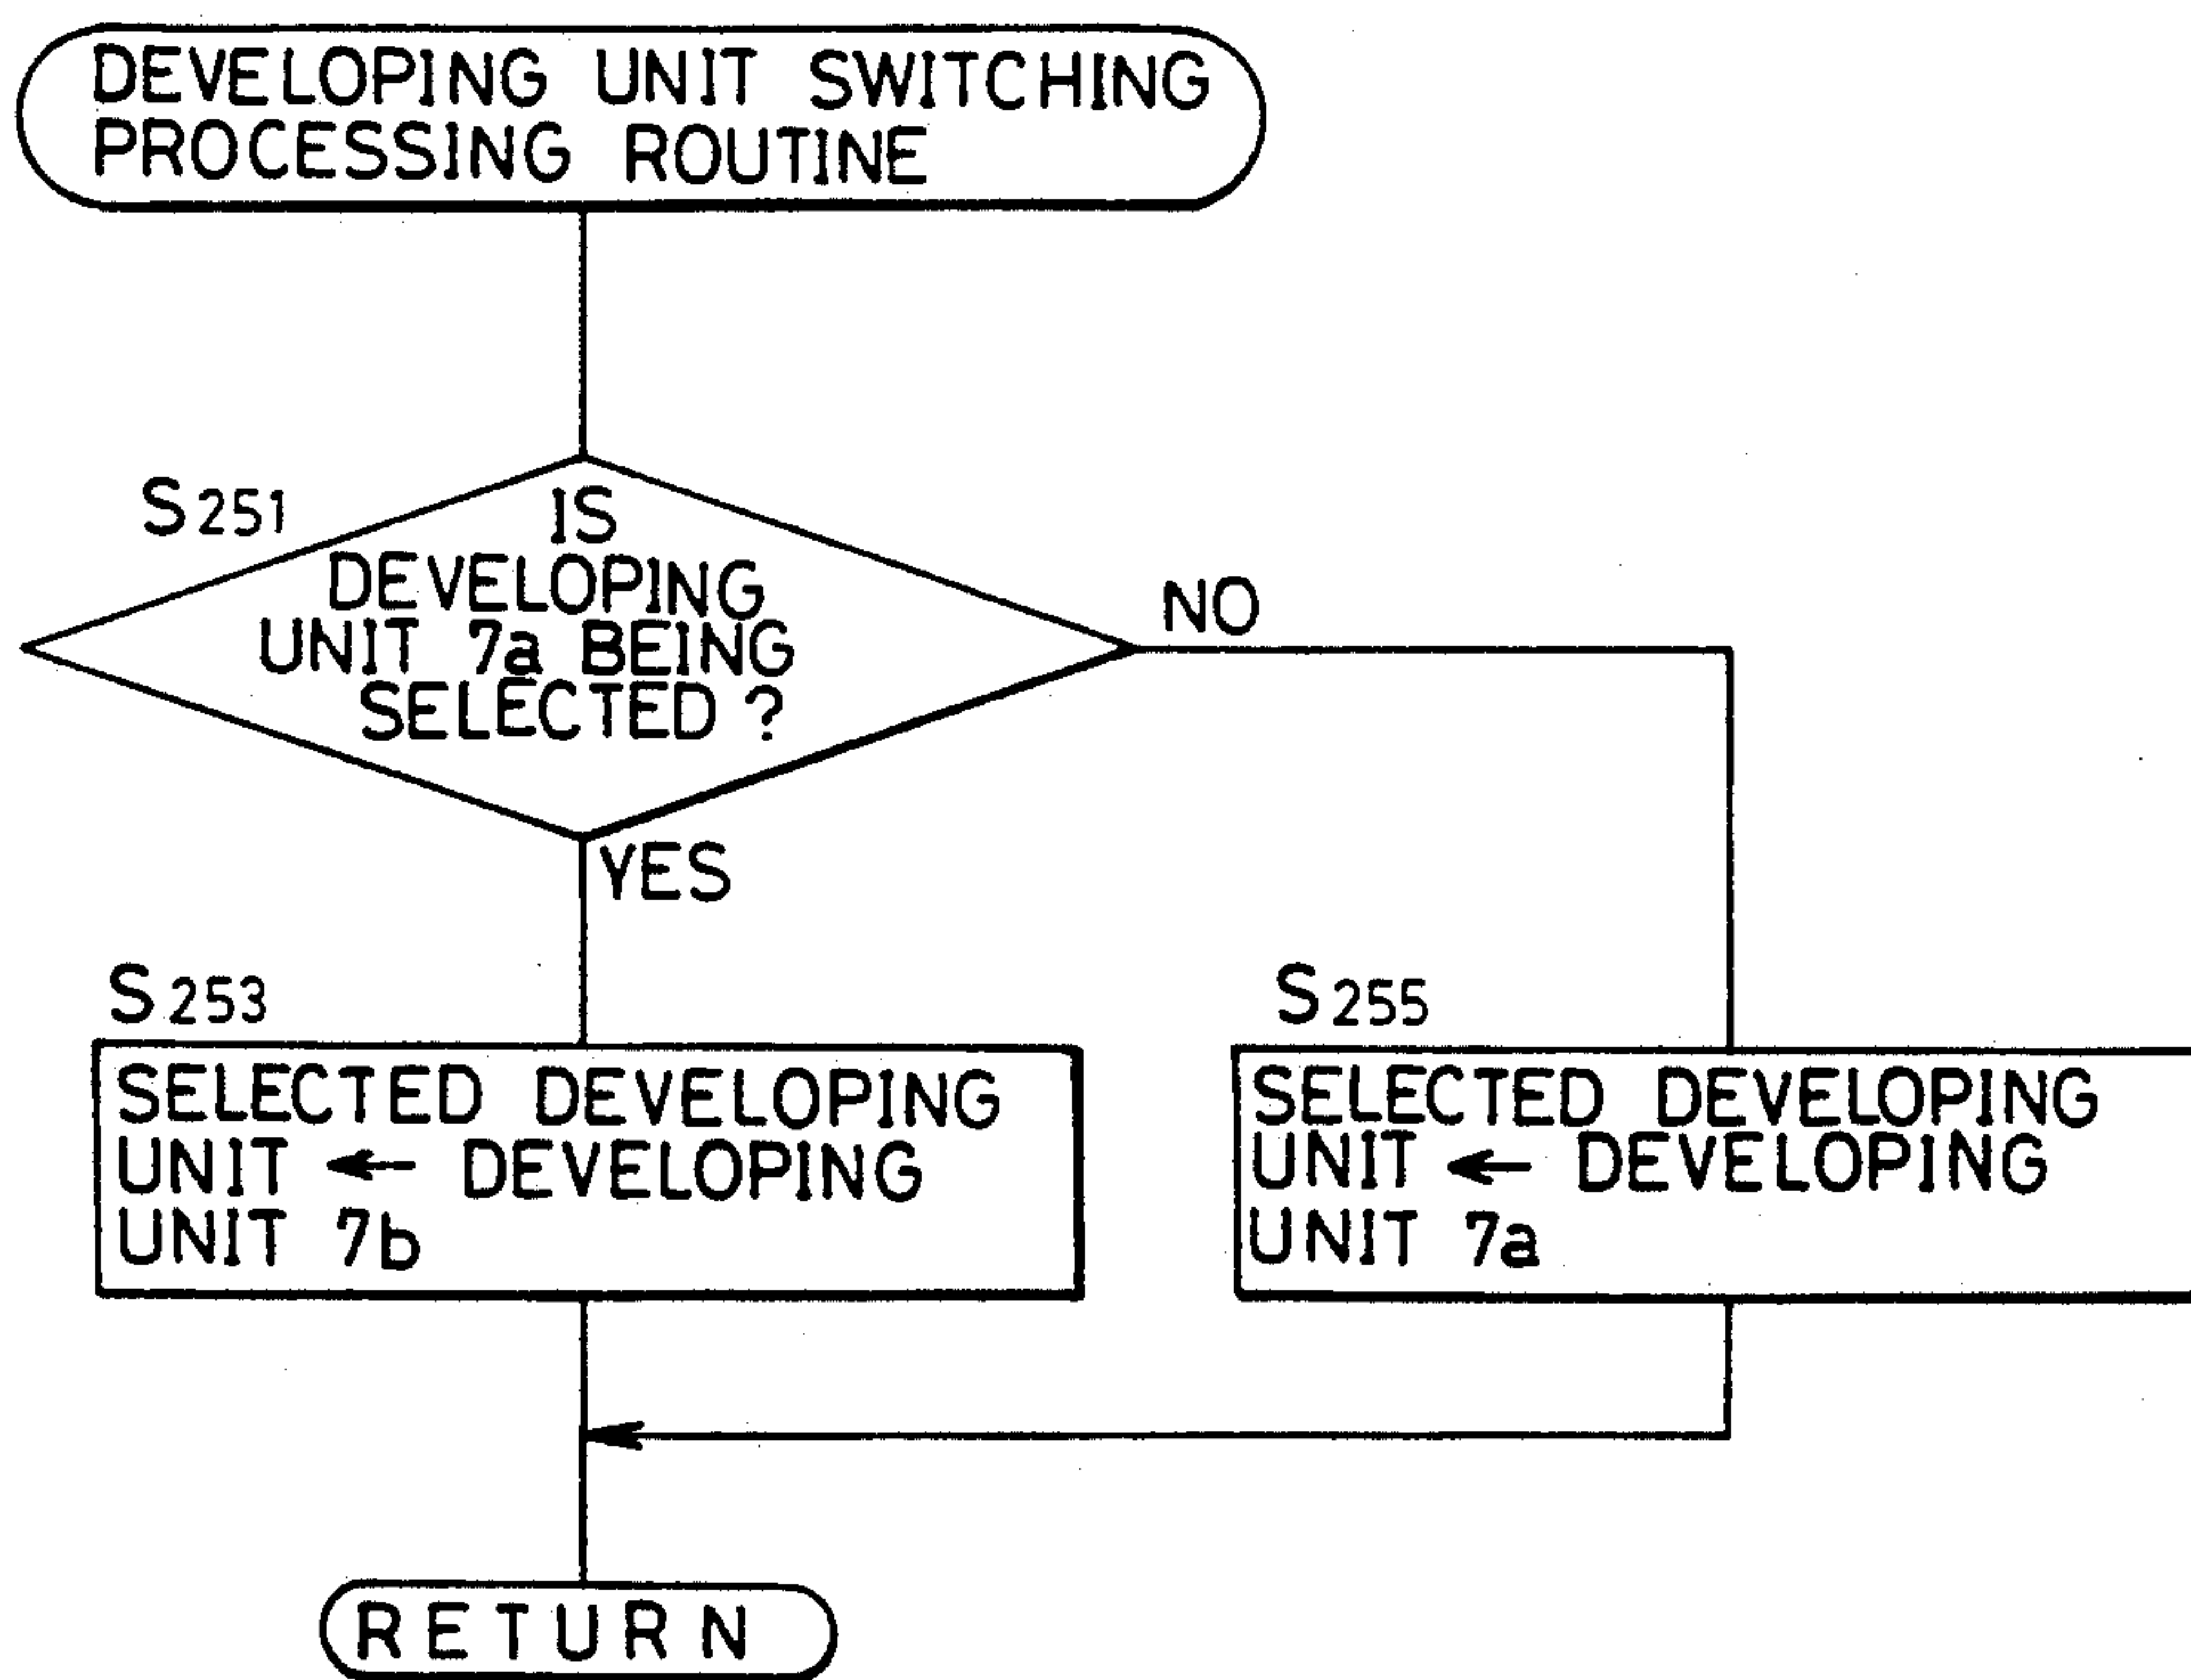 DEVELOPING UNIT SWITCHING
PROCESSING ROUTINE
S251
IS
DEVELOPING
UNIT 7a BEING
SELECTED ?
NO
YES
S253
SELECTED DEVELOPING
UNIT ← DEVELOPING
UNIT 7b
S255
SELECTED DEVELOPING
UNIT ← DEVELOPING
UNIT 7a
RETURN